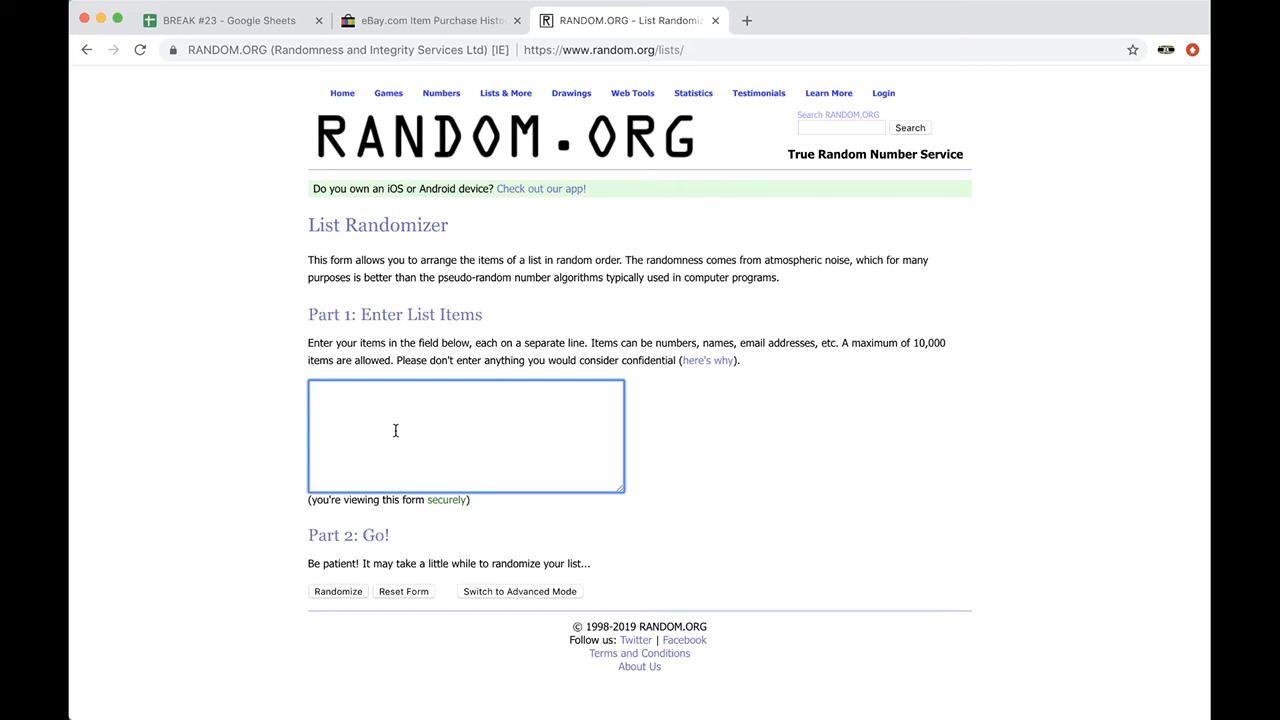 BREAK #23 - Google Sheets
eBay.com Item Purchase Histo
RANDOM.ORG - List Randomiz
RANDOM.ORG (Randomness and Integrity Services Ltd) [IE] | https://www.random.org/lists/
Home Games Numbers Lists & More Drawings Web Tools Statistics Testimonials Learn More Login
RANDOM.ORG
Search RANDOM.ORG
Search
True Random Number Service
Do you own an iOS or Android device? Check out our app!
List Randomizer
This form allows you to arrange the items of a list in random order. The randomness comes from atmospheric noise, which for many
purposes is better than the pseudo-random number algorithms typically used in computer programs.
Part 1: Enter List Items
Enter your items in the field below, each on a separate line. Items can be numbers, names, email addresses, etc. A maximum of 10,000
items are allowed. Please don't enter anything you would consider confidential (here's why).
(you're viewing this form securely)
Part 2: Go!
Be patient! It may take a little while to randomize your list...
Randomize Reset Form Switch to Advanced Mode
© 1998-2019 RANDOM.ORG
Follow us: Twitter | Facebook
Terms and Conditions
About Us